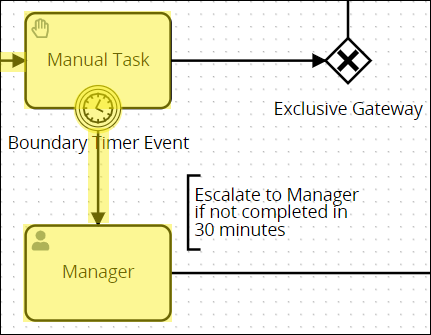 Manual Task
Exclusive Gateway
Boundary Timer Event
Escalate to Manager
if not completed in
30 minutes
Manager